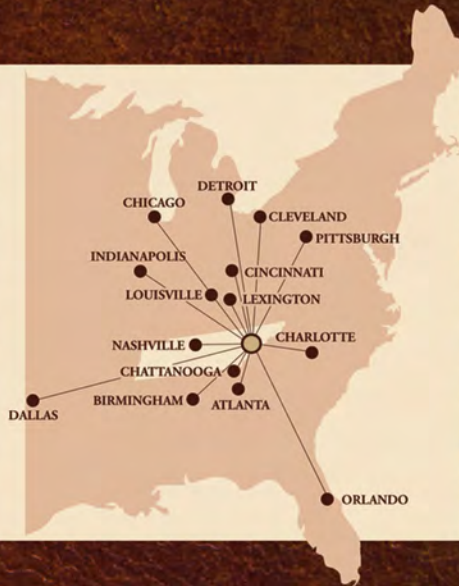 DETROIT
CHICAGO
CLEVELAND
PITTSBURGH
INDIANAPOLIS
CINCINNATI
LOUISVILLE
LEXINGTON
CHARLOTTE
NASHVILLE
CHATTANOOGA
BIRMINGHAM
ATLANTA
DALLAS
ORLANDO